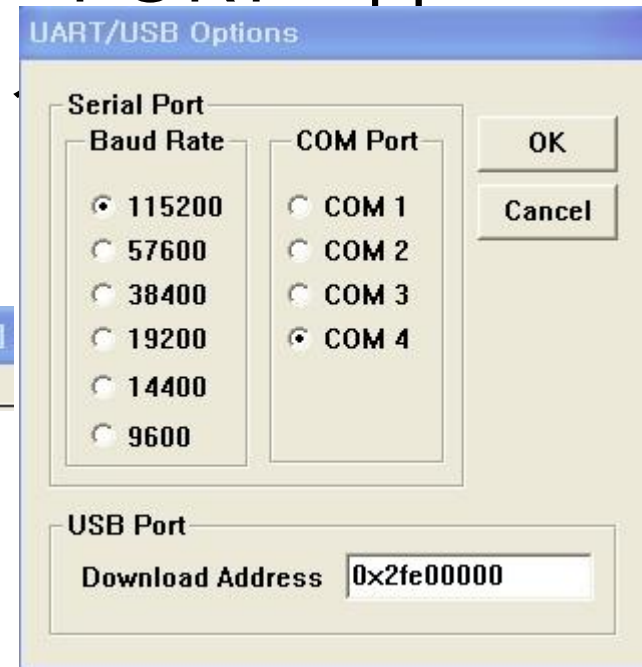 UART/USB Options
Serial Port
Baud Rate
COM Port
OK
115200
COM 1
Cancel
57600
COM 2
38400
COM 3
19200
COM 4
14400
9600
USB Port
Download Address 0x2fe00000